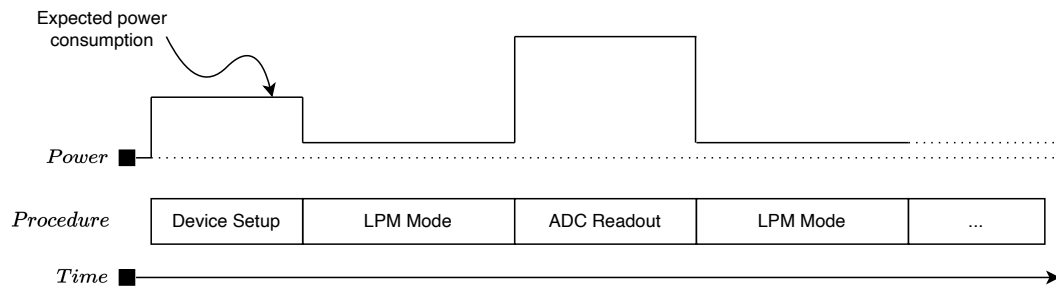 Expected power
consumption
Power
Procedure
Device Setup
LPM Mode
ADC Readout
LPM Mode
...
Time